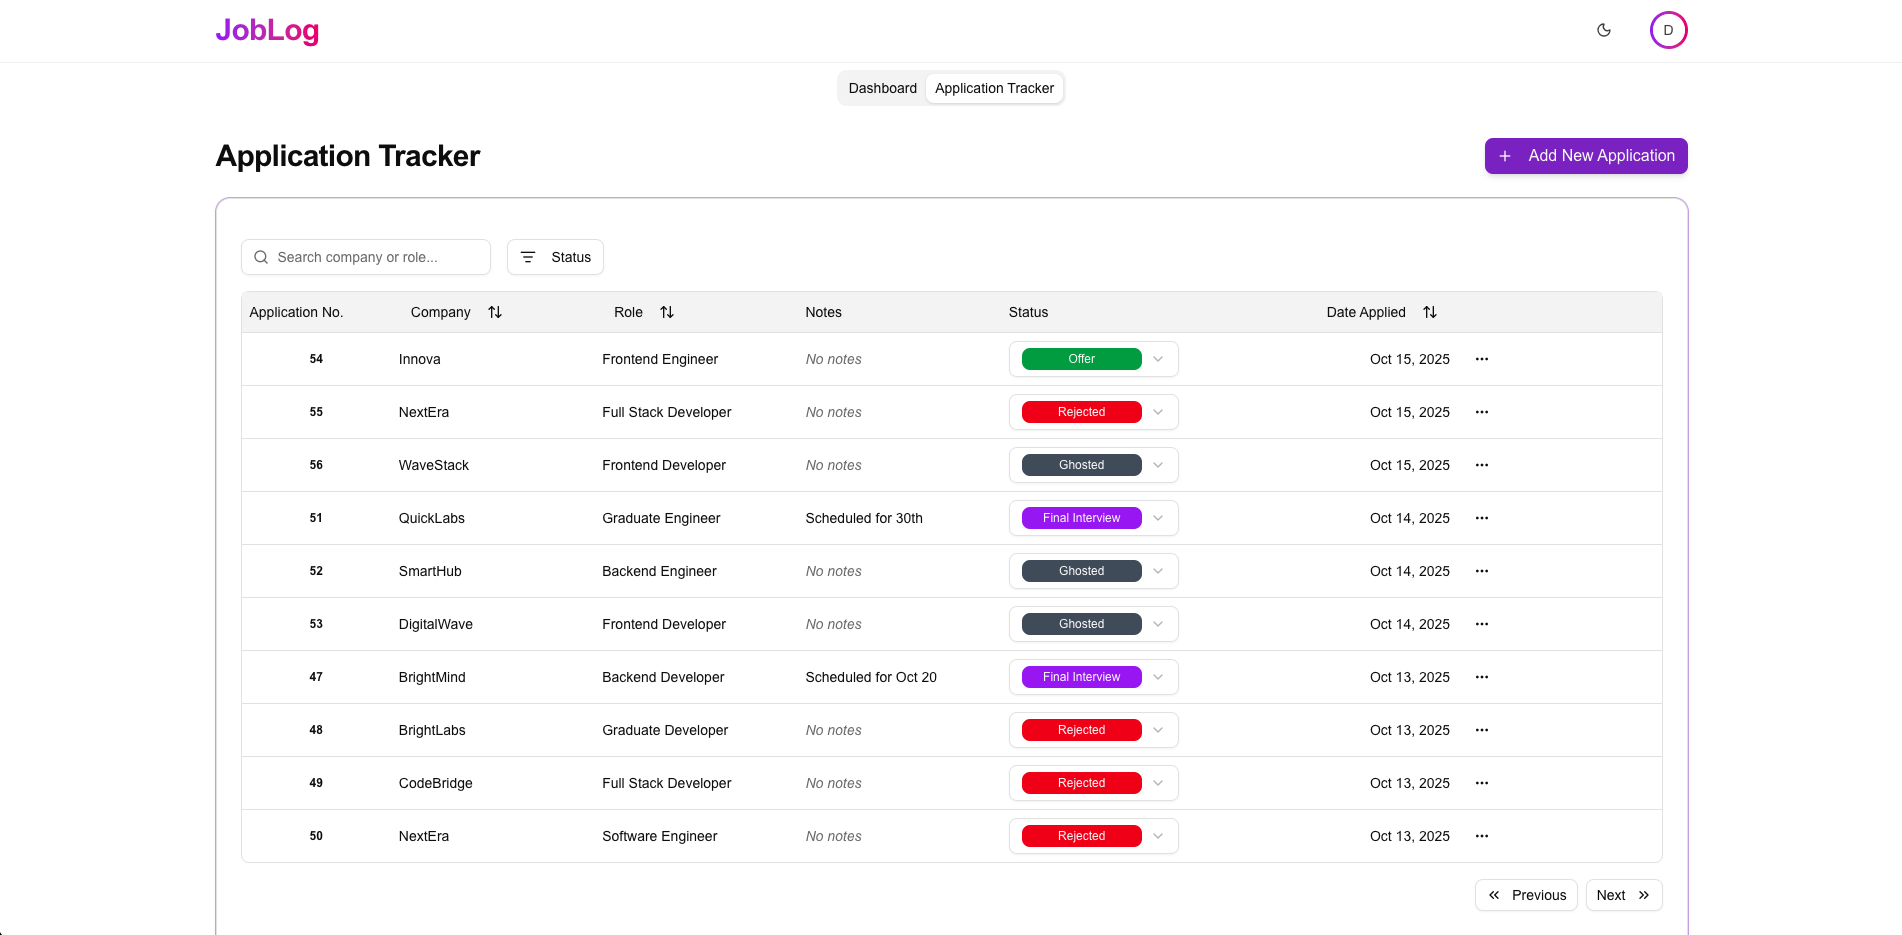 JobLog
D
Dashboard Application Tracker
Application Tracker
Add New Application
Search company or role...
Status
Application No. Company Role Notes Status Date Applied
54 Innova Frontend Engineer No notes Offer Oct 15, 2025
55 NextEra Full Stack Developer No notes Rejected Oct 15, 2025
56 WaveStack Frontend Developer No notes Ghosted Oct 15, 2025
51 QuickLabs Graduate Engineer Scheduled for 30th Final Interview Oct 14, 2025
52 SmartHub Backend Engineer No notes Ghosted Oct 14, 2025
53 DigitalWave Frontend Developer No notes Ghosted Oct 14, 2025
47 BrightMind Backend Developer Scheduled for Oct 20 Final Interview Oct 13, 2025
48 BrightLabs Graduate Developer No notes Rejected Oct 13, 2025
49 CodeBridge Full Stack Developer No notes Rejected Oct 13, 2025
50 NextEra Software Engineer No notes Rejected Oct 13, 2025
Previous Next